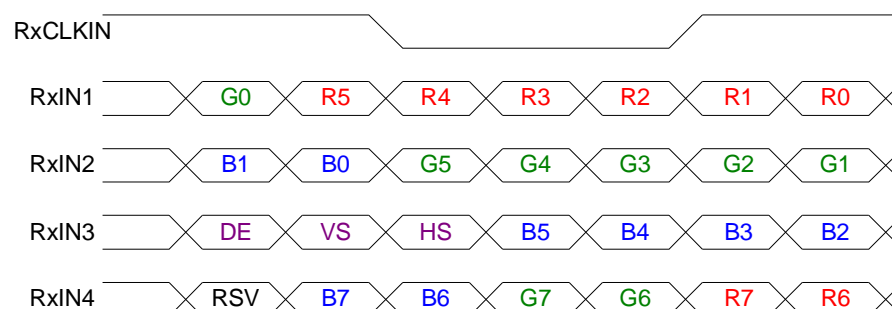 RxCLKIN
RxIN1 G0 R5 R4 R3 R2 R1 R0
RxIN2 B1 B0 G5 G4 G3 G2 G1
RxIN3 DE VS HS B5 B4 B3 B2
RxIN4 RSV B7 B6 G7 G6 R7 R6